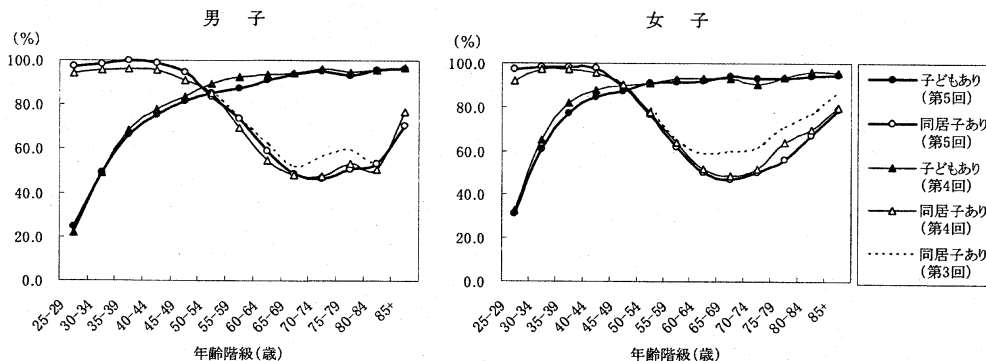 男 子
(%)
100.0
80.0
60.0
40.0
20.0
0.0
25-29
30-34
35-39
40-44
45-49
50-54
55-59
60-64
65-69
70-74
75-79
80-84
85+
年齢階級(歳)
女 子
(%)
100.0
80.0
60.0
40.0
20.0
0.0
25-29
30-34
35-39
40-44
45-49
50-54
55-59
60-64
65-69
70-74
75-79
80-84
85+
年齢階級(歳)
子どもあり
(第5回)
同居子あり
(第5回)
子どもあり
(第4回)
同居子あり
(第4回)
同居子あり
(第3回)